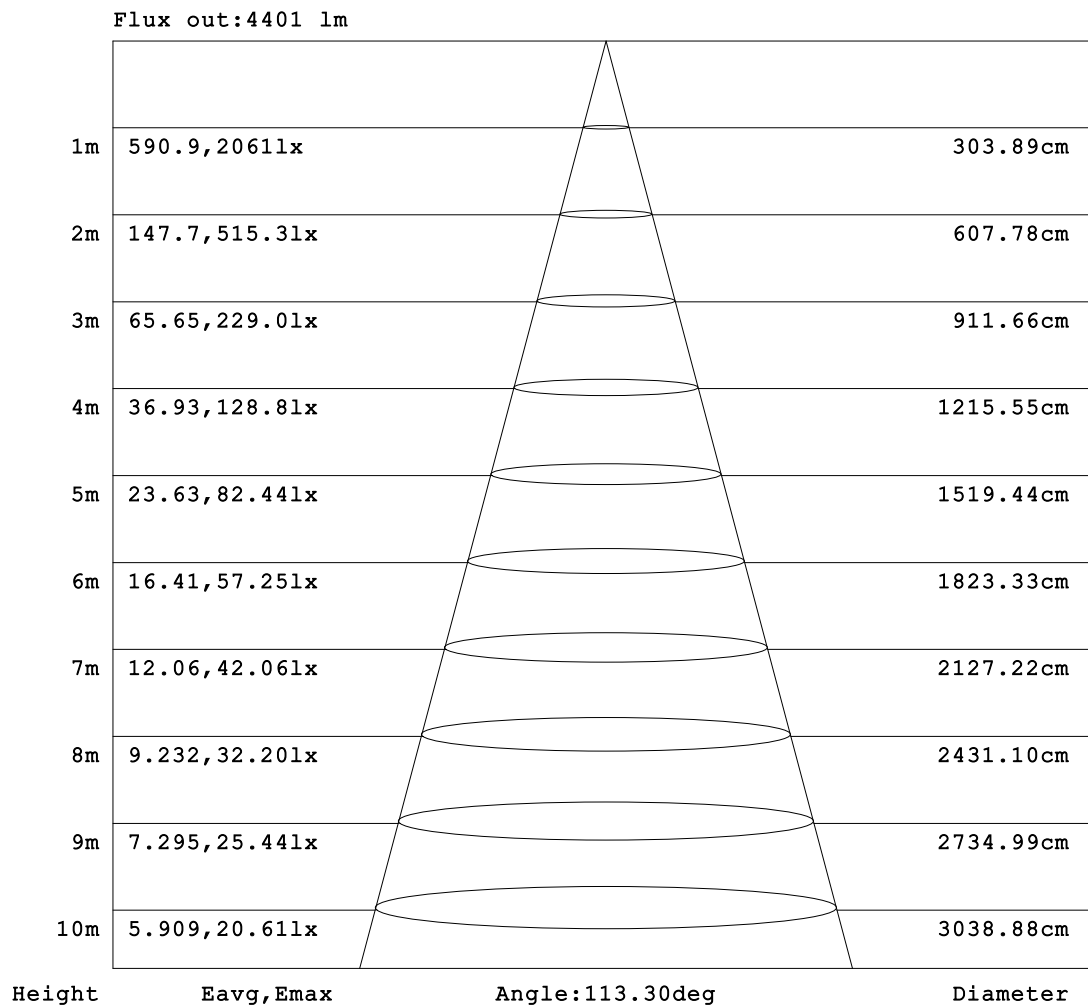 Flux out:4401 lm
1m 590.9,2061lx 303.89cm
2m 147.7,515.3lx 607.78cm
3m 65.65,229.0lx 911.66cm
4m 36.93,128.8lx 1215.55cm
5m 23.63,82.44lx 1519.44cm
6m 16.41,57.25lx 1823.33cm
7m 12.06,42.06lx 2127.22cm
8m 9.232,32.20lx 2431.10cm
9m 7.295,25.44lx 2734.99cm
10m 5.909,20.61lx 3038.88cm
Height Eavg,Emax Angle:113.30deg Diameter